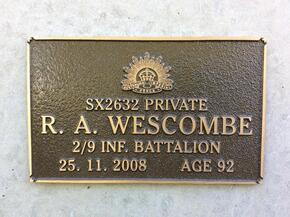 SX2632 PRIVATE
R. A. WESCOMBE
2/9 INF. BATTALION
25. 11. 2008 AGE 92